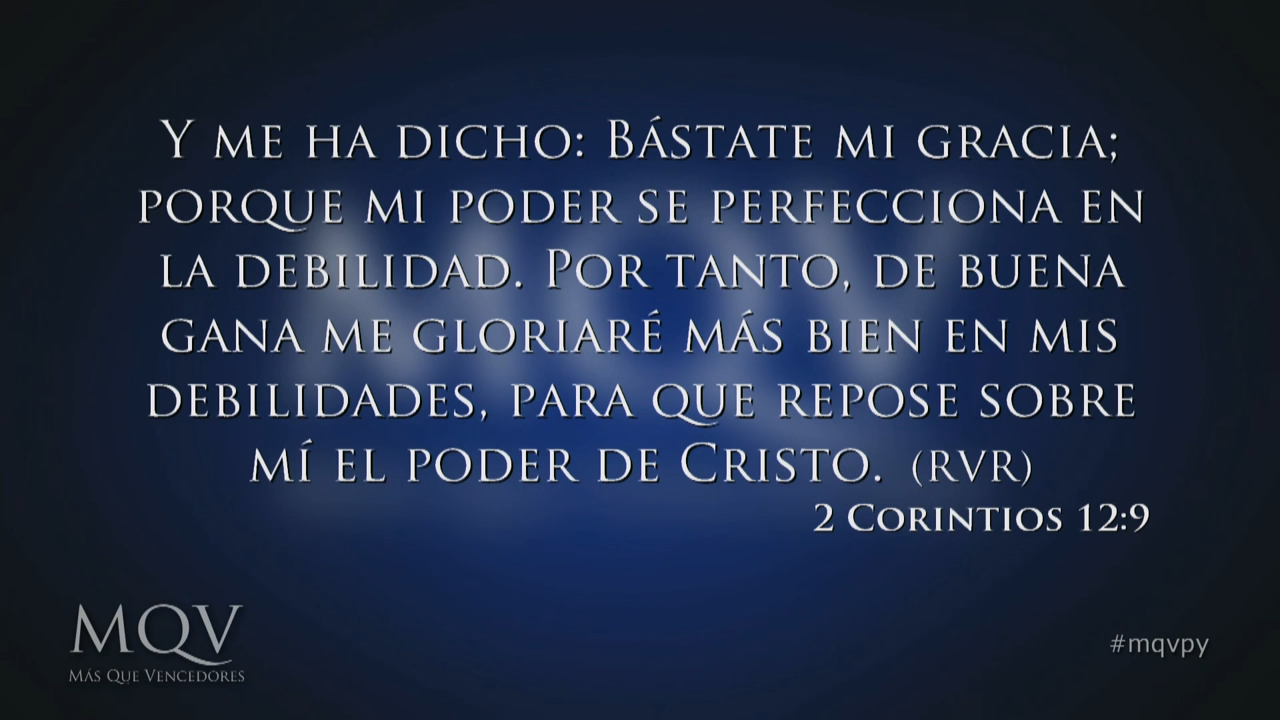 Y me ha dicho: Bástate mi gracia;
porque mi poder se perfecciona en
la debilidad. Por tanto, de buena
gana me gloriaré más bien en mis
debilidades, para que repose sobre
mí el poder de Cristo. (RVR)
2 Corintios 12:9
MQV
Más Que Vencedores
#mqvpy